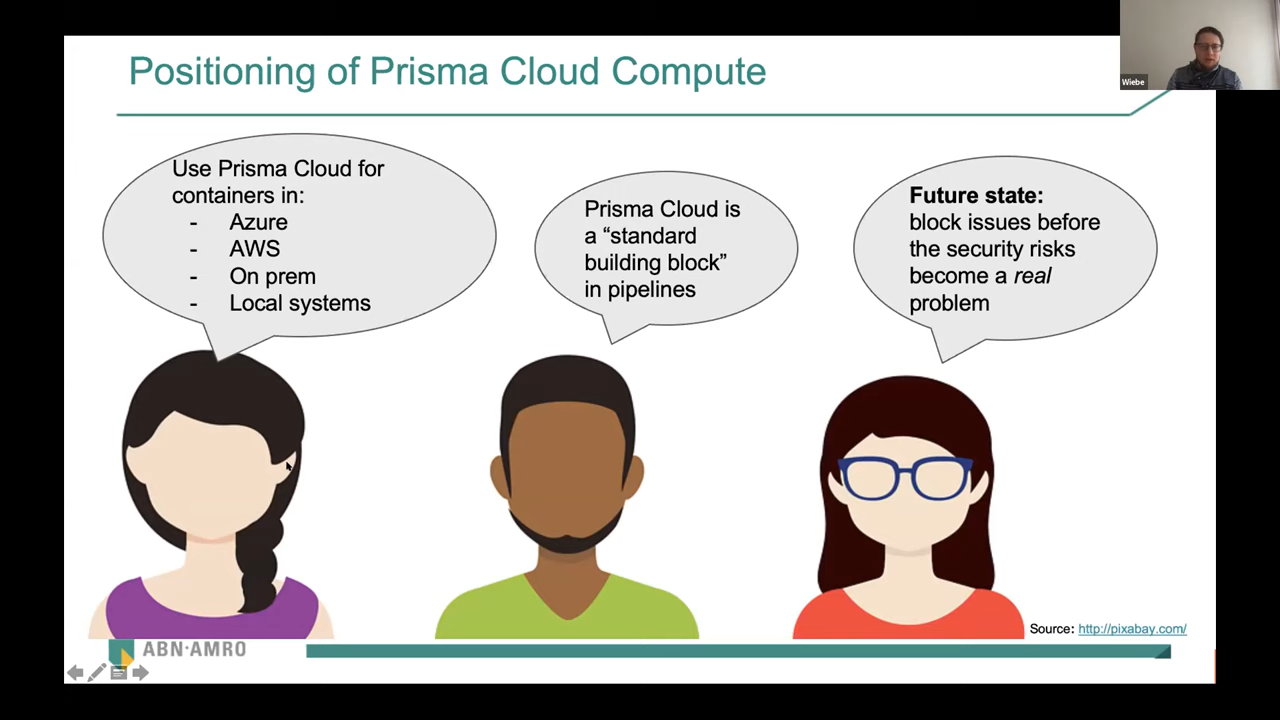 Positioning of Prisma Cloud Compute
Wiebe
Use Prisma Cloud for
containers in:
- Azure
- AWS
- On prem
- Local systems
Prisma Cloud is
a “standard
building block”
in pipelines
Future state:
block issues before
the security risks
become a real
problem
Source: http://pixabay.com/
ABN·AMRO